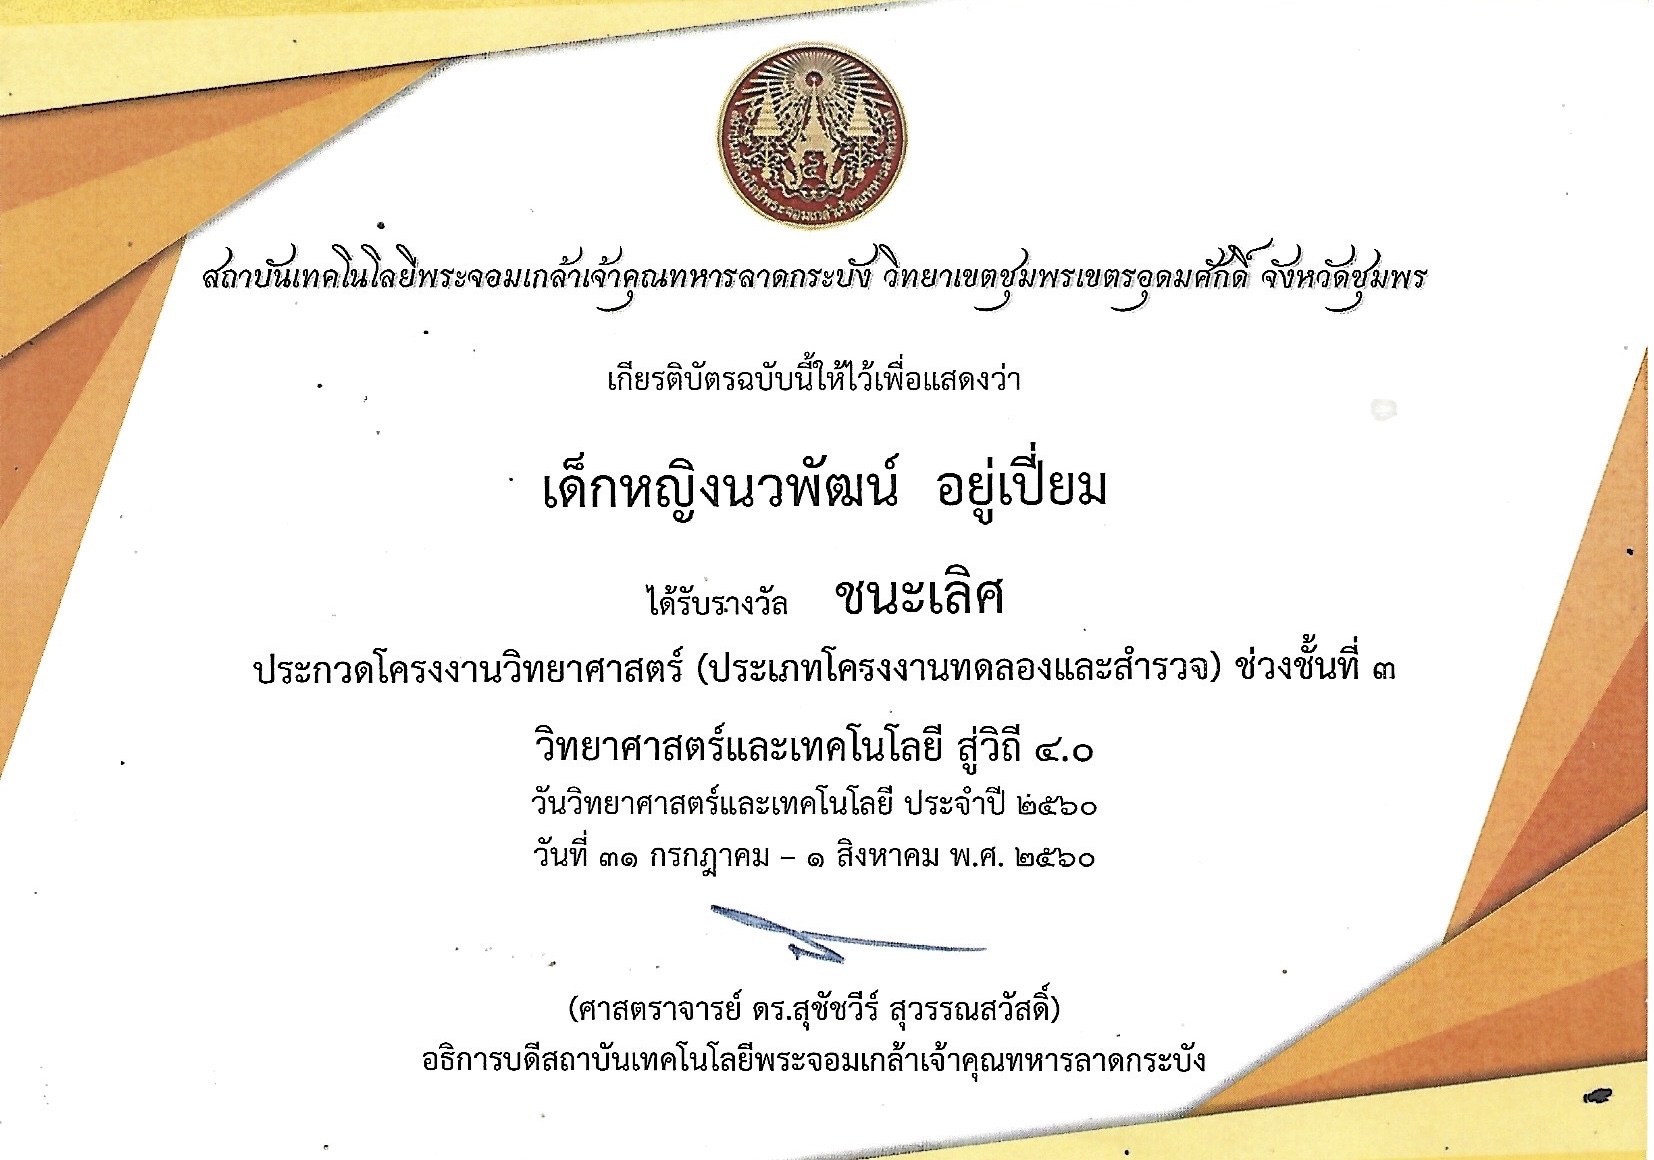 สถาบันเทคโนโลยีพระจอมเกล้าเจ้าคุณทหารลาดกระบัง วิทยาเขตชุมพรเขตรอุดมศักดิ์ จังหวัดชุมพร
เกียรติบัตรฉบับนี้ให้ไว้เพื่อแสดงว่า
เด็กหญิงนวพัฒน์ อยู่เปี่ยม
ได้รับรางวัล ชนะเลิศ
ประกวดโครงงานวิทยาศาสตร์ (ประเภทโครงงานทดลองและสำรวจ) ช่วงชั้นที่ ๓
วิทยาศาสตร์และเทคโนโลยี สู่วิถี ๔.๐
วันวิทยาศาสตร์และเทคโนโลยี ประจำปี ๒๕๖๐
วันที่ ๓๑ กรกฎาคม – ๑ สิงหาคม พ.ศ. ๒๕๖๐
(ศาสตราจารย์ ดร.สุชัชวีร์ สุวรรณสวัสดิ์)
อธิการบดีสถาบันเทคโนโลยีพระจอมเกล้าเจ้าคุณทหารลาดกระบัง